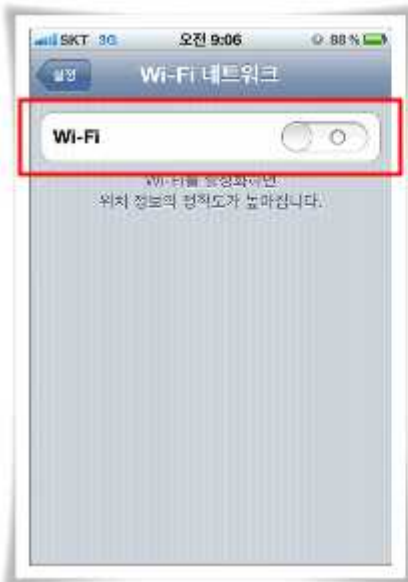 SKT 3G 오전 9:06 88%
설정 Wi-Fi 네트워크
Wi-Fi
Wi-Fi를 활성화하면
위치 정보의 정확도가 높아집니다.